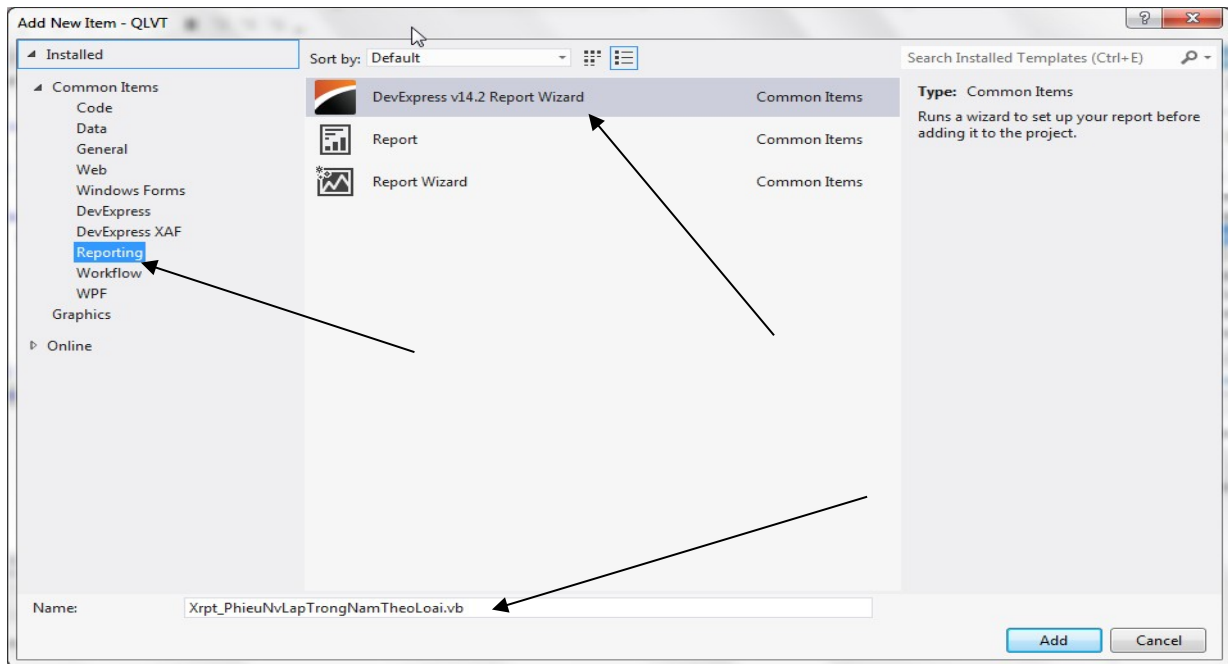 Add New Item - QLVT
Installed
Sort by: Default
Search Installed Templates (Ctrl+E)
Common Items
Code
Data
General
Web
Windows Forms
DevExpress
DevExpress XAF
Reporting
Workflow
WPF
Graphics
Online
DevExpress v14.2 Report Wizard Common Items
Report Common Items
Report Wizard Common Items
Type: Common Items
Runs a wizard to set up your report before
adding it to the project.
Name: Xrpt_PhieuNvLapTrongNamTheoLoai.vb
Add Cancel